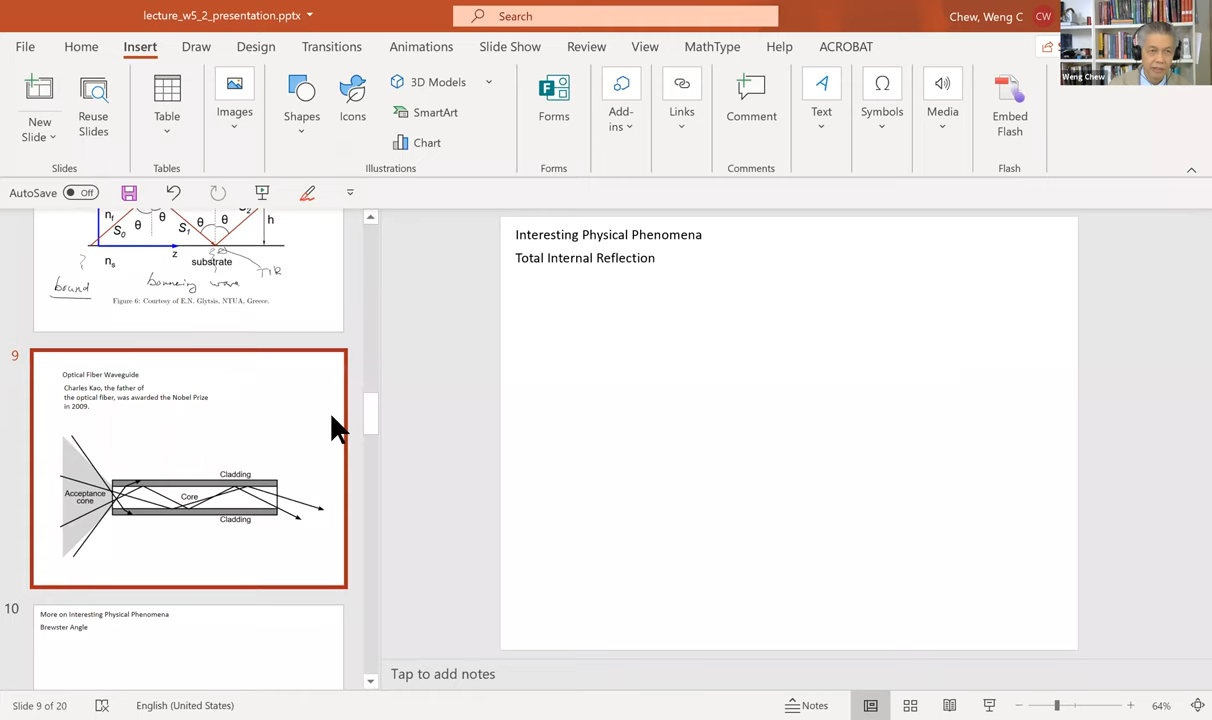 lecture_w5_2_presentation.pptx
Search
Chew, Weng C
CW
File
Home
Insert
Draw
Design
Transitions
Animations
Slide Show
Review
View
MathType
Help
ACROBAT
Weng Chew
New
Slide
Reuse
Slides
Table
Images
Shapes
Icons
3D Models
SmartArt
Chart
Forms
Add-
ins
Links
Comment
Text
Symbols
Media
Embed
Flash
Slides
Tables
Illustrations
Forms
Comments
Flash
AutoSave
Off
nf θ θ S0 S1 θ θ S2 h
z
ns
substrate
TIR
bound
bouncing wave
Figure 6: Courtesy of E.N. Glytsis, NTUA, Greece.
9
Optical Fiber Waveguide
Charles Kao, the father of
the optical fiber, was awarded the Nobel Prize
in 2009.
Cladding
Acceptance
cone
Core
Cladding
10
More on Interesting Physical Phenomena
Brewster Angle
Interesting Physical Phenomena
Total Internal Reflection
Tap to add notes
Slide 9 of 20
English (United States)
Notes
64%